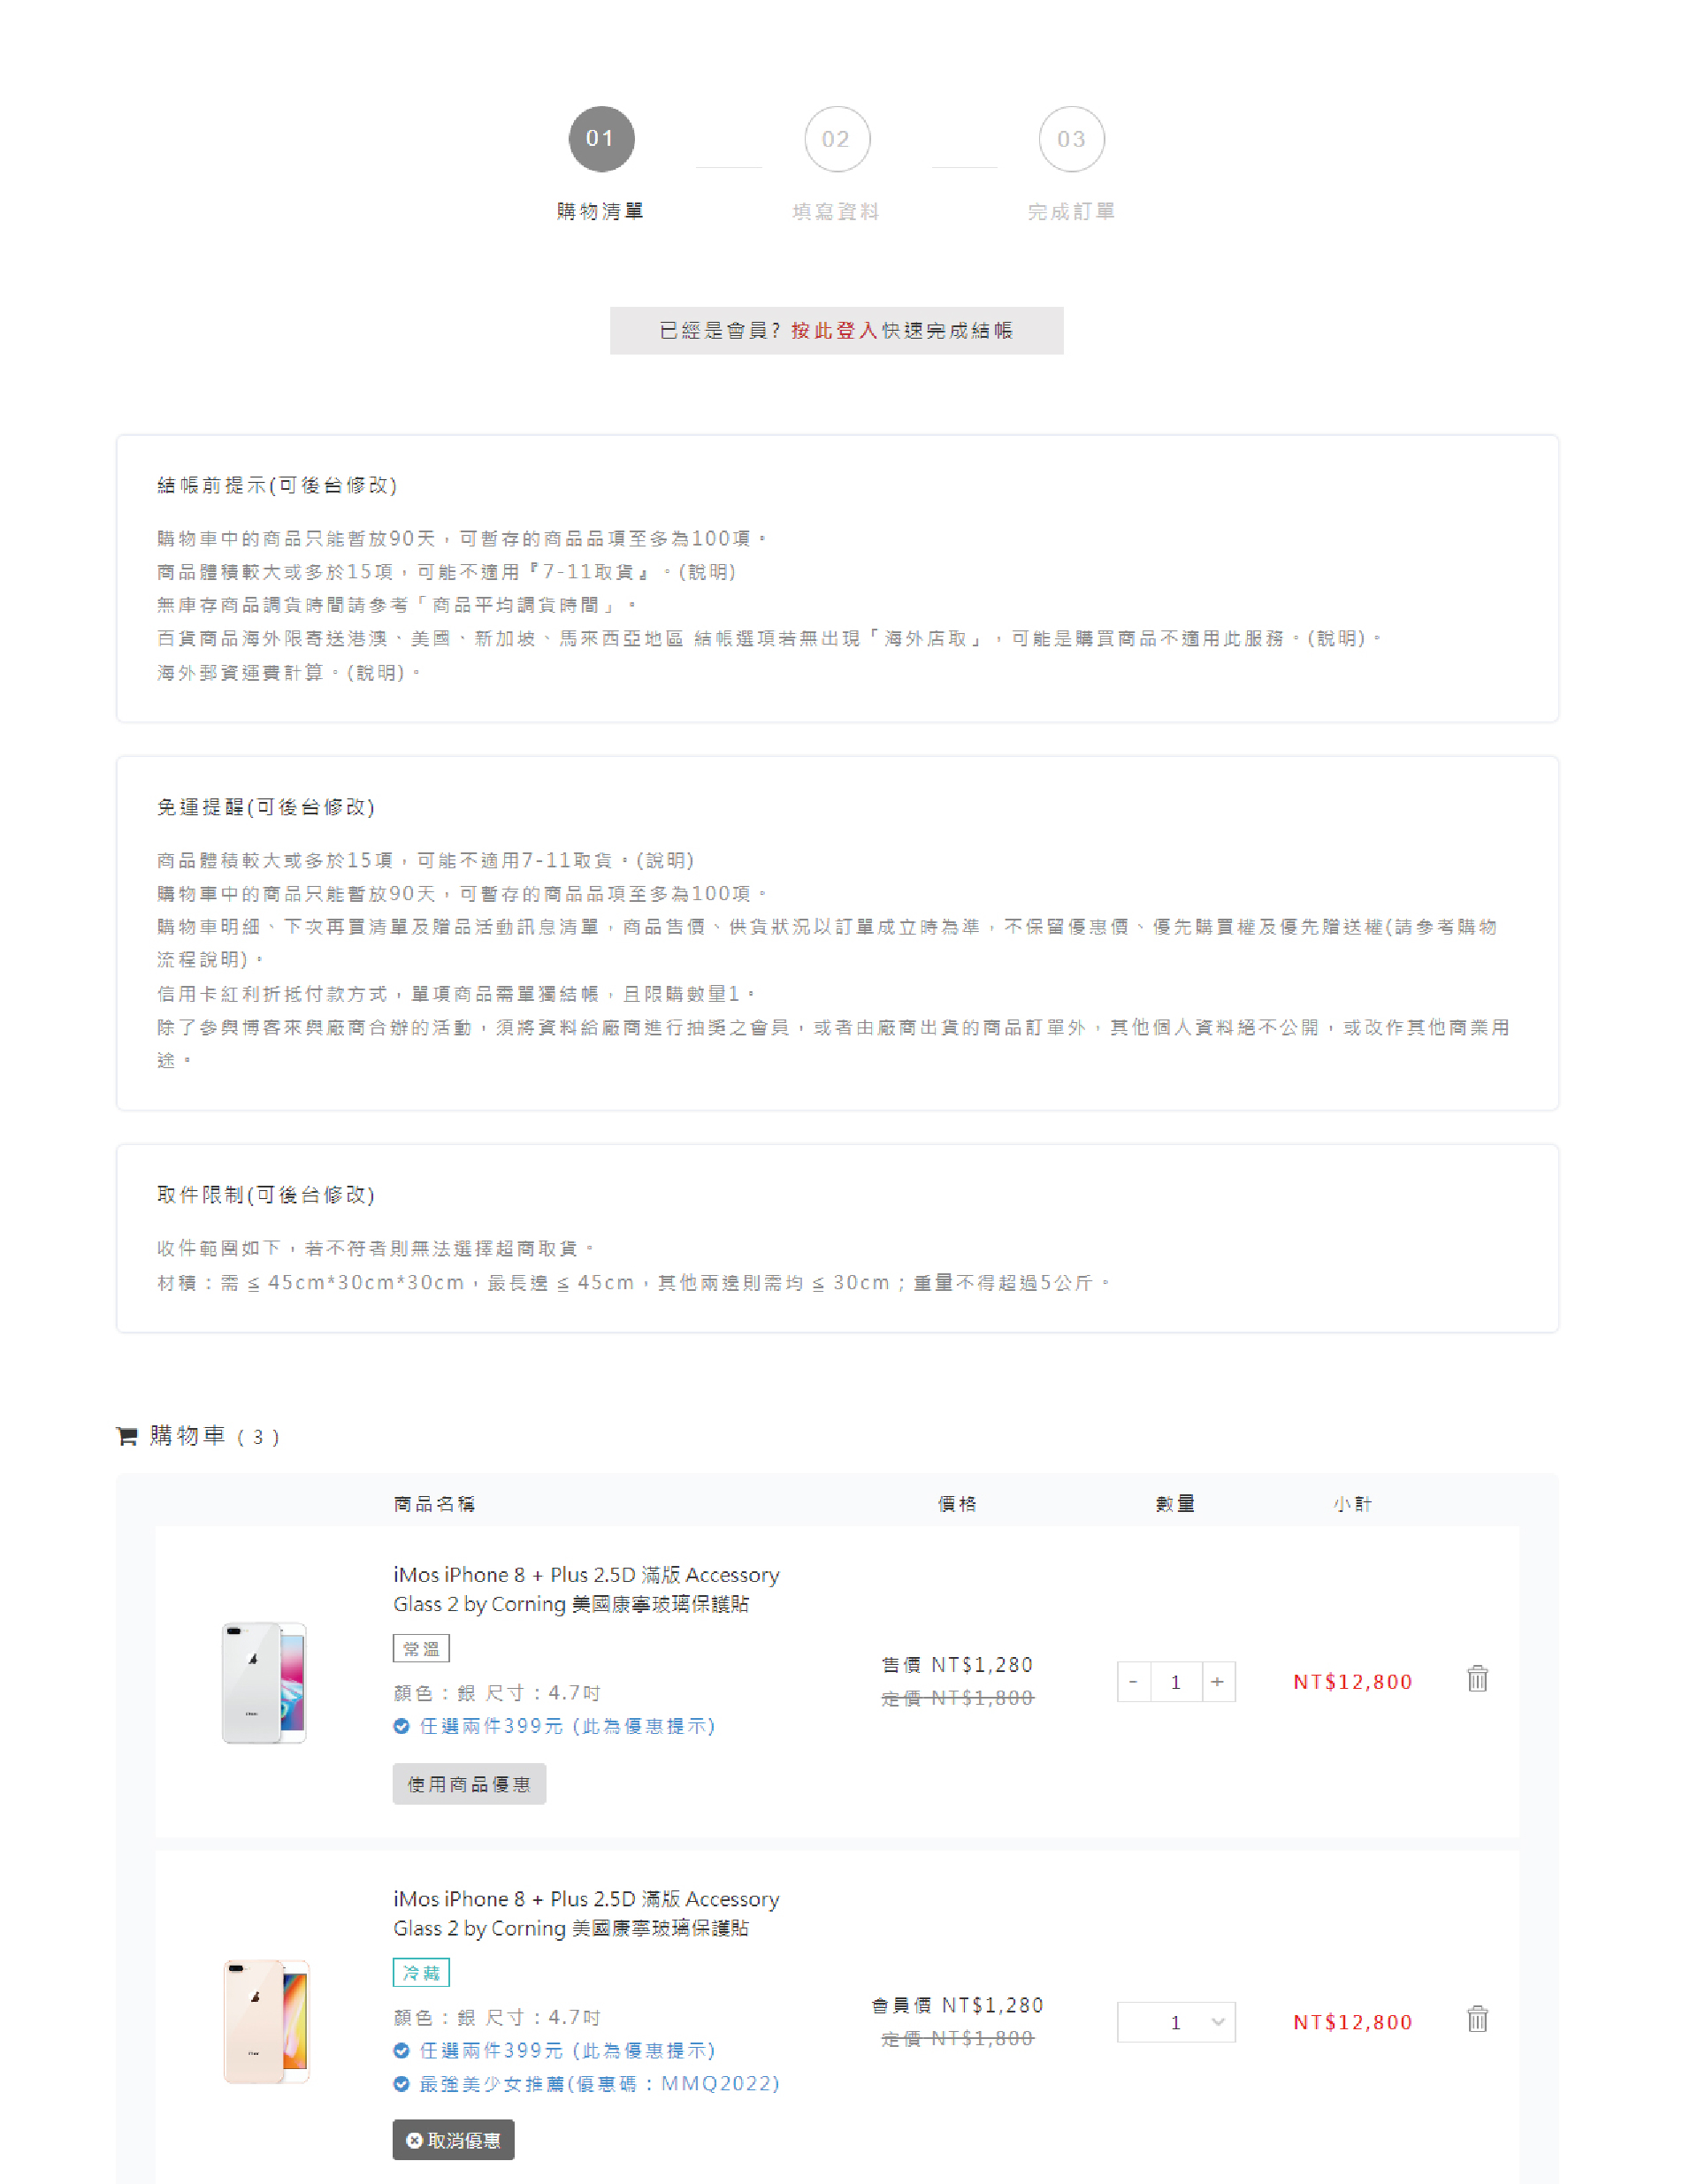 01
02
03
購物清單
填寫資料
完成訂單
已經是會員? 按此登入快速完成結帳
結帳前提示(可後台修改)
購物車中的商品只能暫放90天，可暫存的商品品項至多為100項。
商品體積較大或多於15項，可能不適用『7-11取貨』。(說明)
無庫存商品調貨時間請參考「商品平均調貨時間」。
百貨商品海外限寄送港澳、美國、新加坡、馬來西亞地區 結帳選項若無出現「海外店取」，可能是購買商品不適用此服務。(說明)。
海外郵資運費計算。(說明)。
免運提醒(可後台修改)
商品體積較大或多於15項，可能不適用7-11取貨。(說明)
購物車中的商品只能暫放90天，可暫存的商品品項至多為100項。
購物車明細、下次再買清單及贈品活動訊息清單，商品售價、供貨狀況以訂單成立時為準，不保留優惠價、優先購買權及優先贈送權(請參考購物
流程說明)。
信用卡紅利折抵付款方式，單項商品需單獨結帳，且限購數量1。
除了參與博客來與廠商合辦的活動，須將資料給廠商進行抽獎之會員，或者由廠商出貨的商品訂單外，其他個人資料絕不公開，或改作其他商業用
途。
取件限制(可後台修改)
收件範圍如下，若不符者則無法選擇超商取貨。
材積：需 ≦ 45cm*30cm*30cm，最長邊 ≦ 45cm，其他兩邊則需均 ≦ 30cm；重量不得超過5公斤。
購物車 ( 3 )
商品名稱 價格 數量 小計
iMos iPhone 8 + Plus 2.5D 滿版 Accessory
Glass 2 by Corning 美國康寧玻璃保護貼
常溫
顏色：銀 尺寸：4.7吋
任選兩件399元 (此為優惠提示)
使用商品優惠
售價 NT$1,280
定價 NT$1,800
- 1 +
NT$12,800
iMos iPhone 8 + Plus 2.5D 滿版 Accessory
Glass 2 by Corning 美國康寧玻璃保護貼
冷藏
顏色：銀 尺寸：4.7吋
任選兩件399元 (此為優惠提示)
最強美少女推薦(優惠碼：MMQ2022)
取消優惠
會員價 NT$1,280
定價 NT$1,800
1
NT$12,800